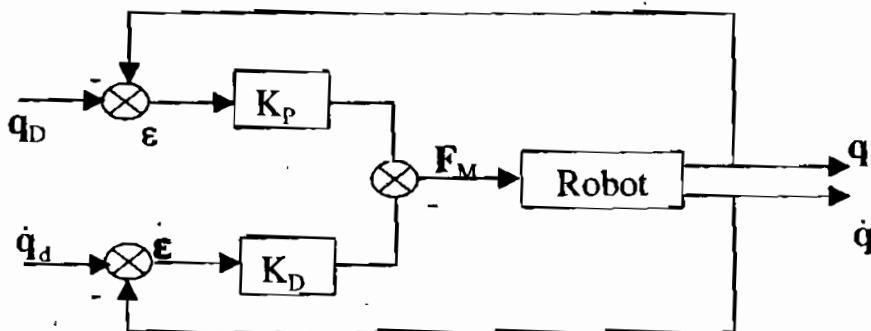 -
K_P
q_D
ε
F_M
q
-
Robot
q̇_d
ε̇
K_D
q̇
-